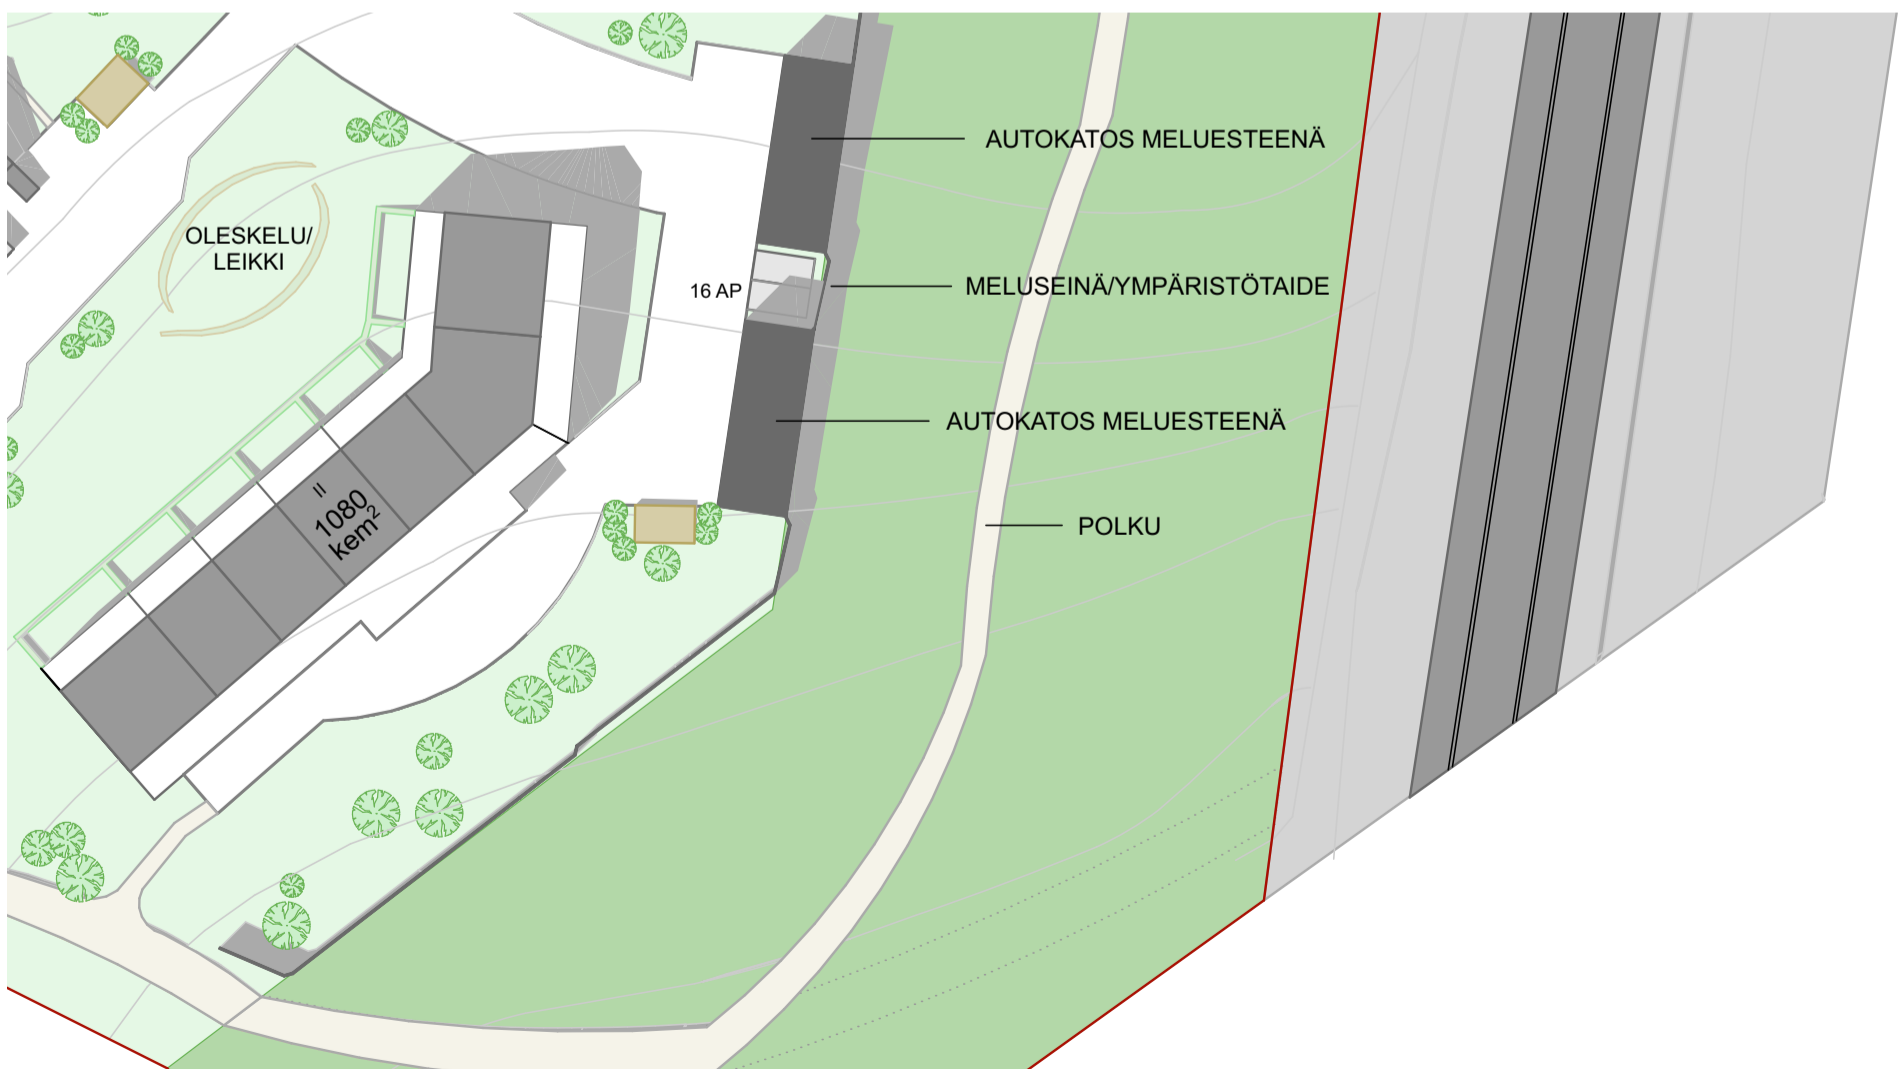 AUTOKATOS MELUESTEENÄ
OLESKELU/
LEIKKI
16 AP
MELUSEINÄ/YMPÄRISTÖTAIDE
AUTOKATOS MELUESTEENÄ
II
1080
kem²
POLKU